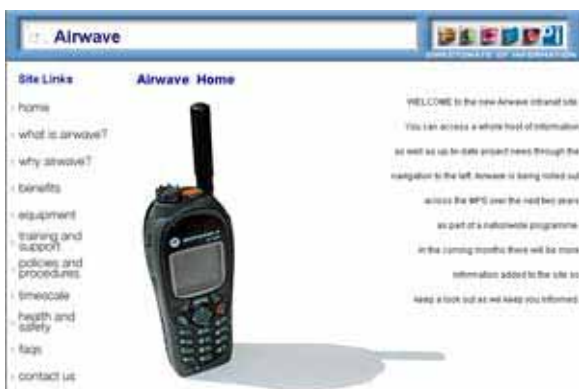 Airwave
DIRECTORATE OF INFORMATION
Site Links
home
what is airwave?
why airwave?
benefits
equipment
training and
support
policies and
procedures
timescale
health and
safety
faqs
contact us
Airwave Home
MOTOROLA
WELCOME to the new Airwave intranet site.
You can access a whole host of information
as well as up-to-date project news through the
navigation to the left. Airwave is being rolled out
across the MPS over the next two years
as part of a nationwide programme.
In the coming months there will be more
information added to the site so
keep a look out as we keep you informed.